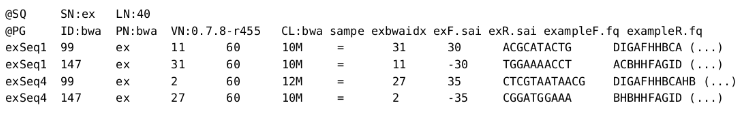 @SQ SN:ex LN:40
@PG ID:bwa PN:bwa VN:0.7.8-r455 CL:bwa sampe exbwaidx exF.sai exR.sai exampleF.fq exampleR.fq
exSeq1 99 ex 11 60 10M = 31 30 ACGCATACTG DIGAFHHBCA (...)
exSeq1 147 ex 31 60 10M = 11 -30 TGGAAAACCT ACBHHFAGID (...)
exSeq4 99 ex 2 60 12M = 27 35 CTCGTAATAACG DIGAFHHBCAHB (...)
exSeq4 147 ex 27 60 10M = 2 -35 CGGATGGAAA BHBHHFAGID (...)